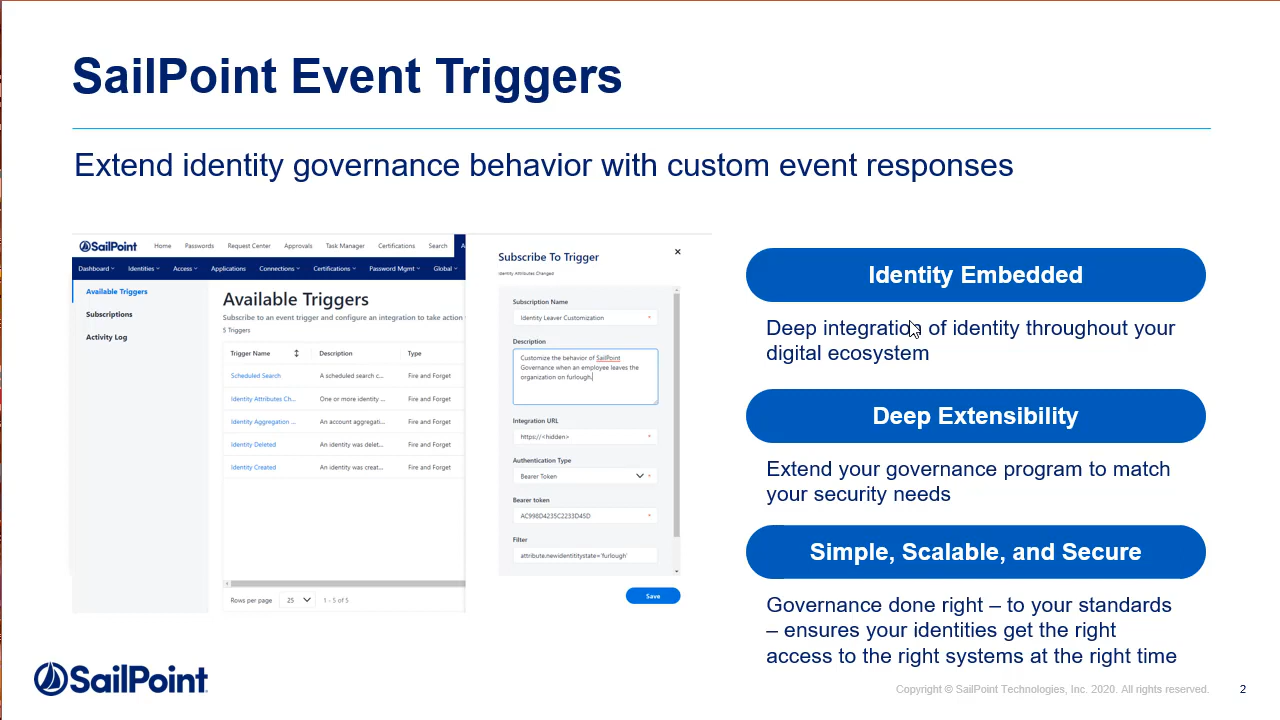 SailPoint Event Triggers
Extend identity governance behavior with custom event responses
SailPoint
Home Passwords Request Center Approvals Task Manager Certifications Search A
Dashboard Identities Access Applications Connections Certifications Password Mgmt Global
Available Triggers
Subscriptions
Activity Log
Available Triggers
Subscribe to an event trigger and configure an integration to take action
5 Triggers
Trigger Name Description Type
Scheduled Search A scheduled search c... Fire and Forget
Identity Attributes Ch... One or more identity ... Fire and Forget
Identity Aggregation ... An account aggregati... Fire and Forget
Identity Deleted An identity was delet... Fire and Forget
Identity Created An identity was creat... Fire and Forget
Rows per page 25 1 - 5 of 5
Subscribe To Trigger
Identity Attributes Changed
Subscription Name
Identity Leaver Customization *
Description
Customize the behavior of SailPoint
Governance when an employee leaves the
organization on furlough.
Integration URL
https://<hidden> *
Authentication Type
Bearer Token *
Bearer token
AC998D4235C2233D45D *
Filter
attribute.newidentitystate='furlough'
Save
Identity Embedded
Deep integration of identity throughout your
digital ecosystem
Deep Extensibility
Extend your governance program to match
your security needs
Simple, Scalable, and Secure
Governance done right – to your standards
– ensures your identities get the right
access to the right systems at the right time
SailPoint
Copyright © SailPoint Technologies, Inc. 2020. All rights reserved. 2